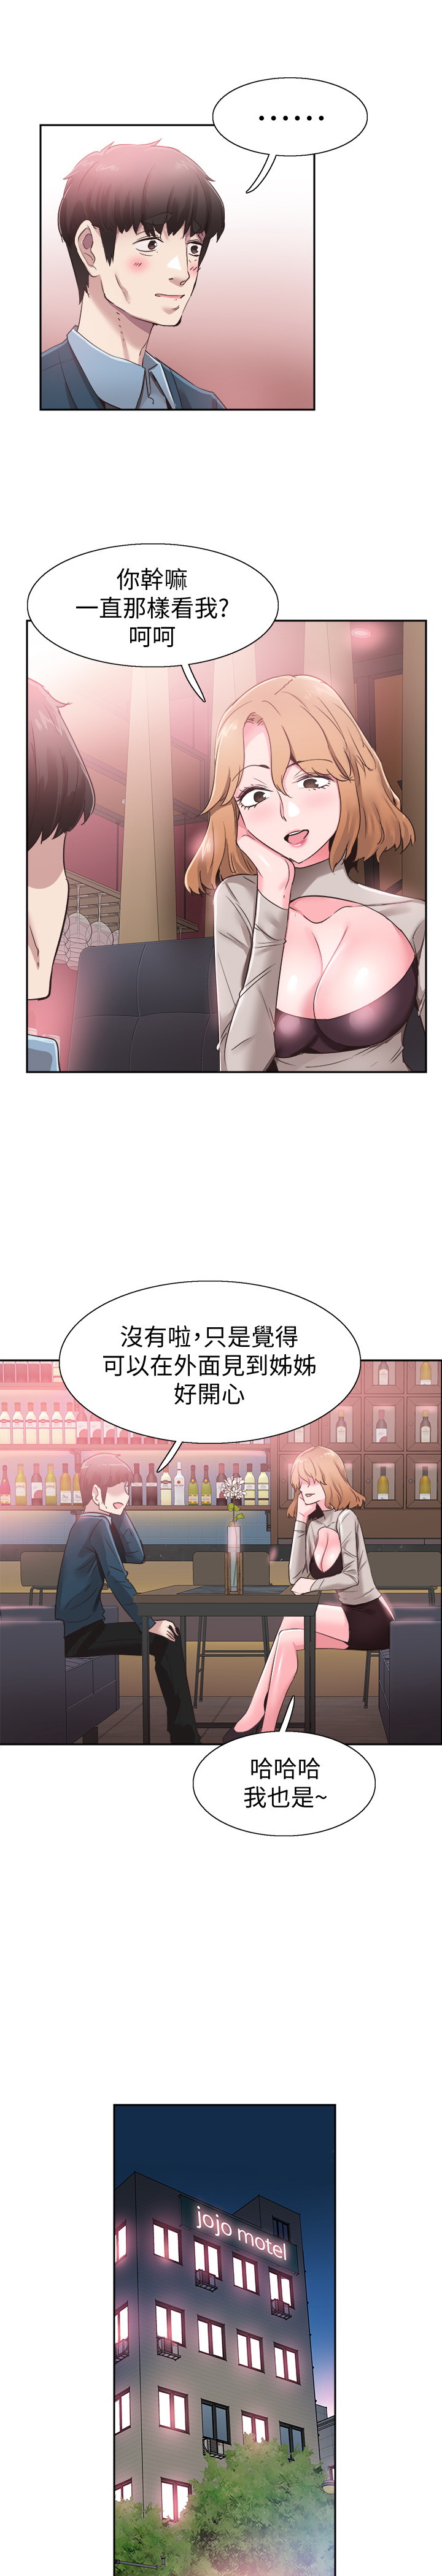 ......
你幹嘛
一直那樣看我?
呵呵
沒有啦,只是覺得
可以在外面見到姊姊
好開心
哈哈哈
我也是~
jojo motel